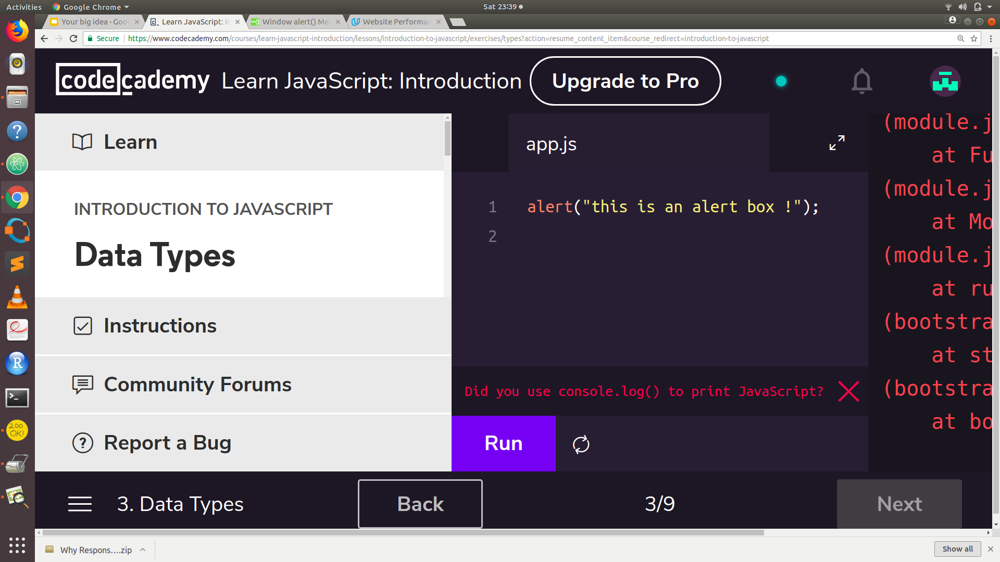 Activities Google Chrome Sat 23:39
Your big idea - Goo Learn JavaScript: In Window alert() Met Website Performan
Secure https://www.codecademy.com/courses/learn-javascript-introduction/lessons/introduction-to-javascript/exercises/types?action=resume_content_item&course_redirect=introduction-to-javascript
codecademy Learn JavaScript: Introduction Upgrade to Pro
Learn
INTRODUCTION TO JAVASCRIPT
Data Types
Instructions
Community Forums
Report a Bug
app.js
1 alert("this is an alert box !");
2
Did you use console.log() to print JavaScript?
Run
(module.j
at Fu
(module.j
at Mo
(module.j
at ru
(bootstra
at st
(bootstra
at bo
3. Data Types Back 3/9 Next
Why Respons....zip Show all
200
OK!
R